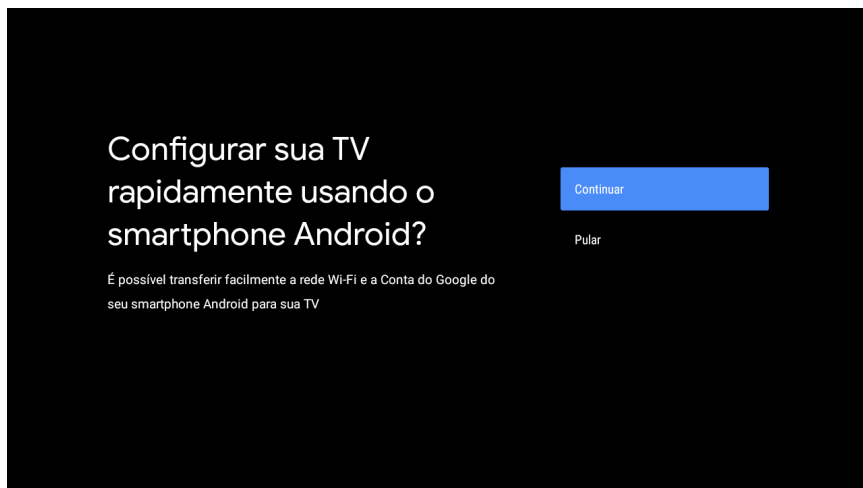 Configurar sua TV
rapidamente usando o
smartphone Android?
É possível transferir facilmente a rede Wi-Fi e a Conta do Google do
seu smartphone Android para sua TV
Continuar
Pular